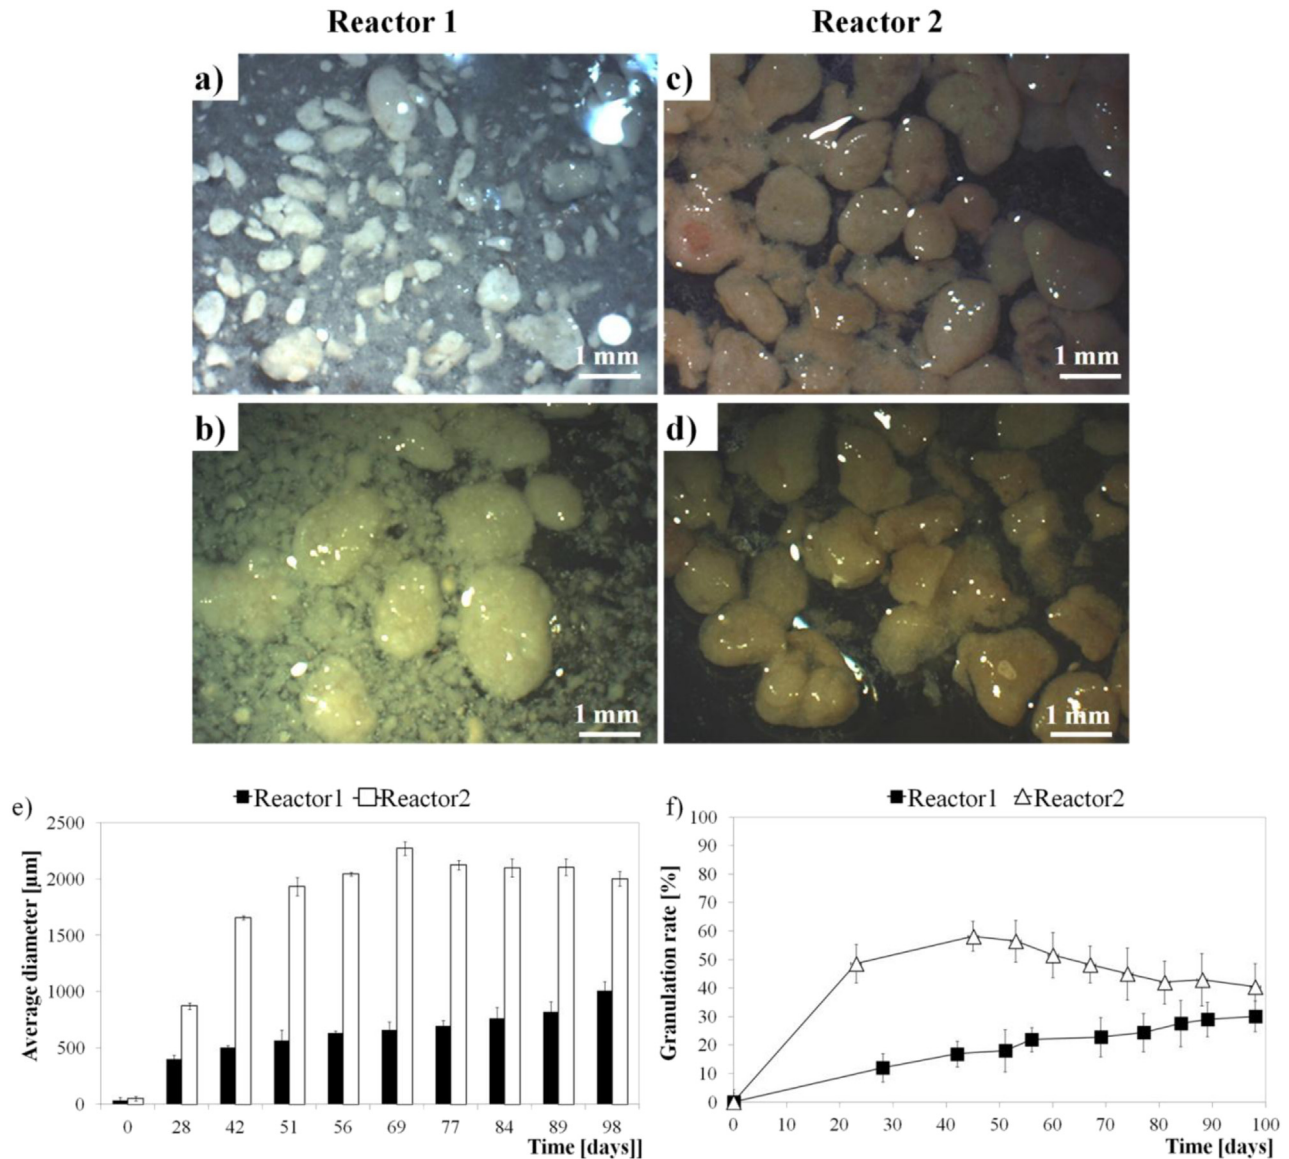 Reactor 1
Reactor 2
a)
1 mm
c)
1 mm
b)
1 mm
d)
1 mm
e)
Reactor1
Reactor2
Average diameter [µm]
2500
2000
1500
1000
500
0
0 28 42 51 56 69 77 84 89 98
Time [days]]
f)
Reactor1
Reactor2
Granulation rate [%]
100
90
80
70
60
50
40
30
20
10
0
0 10 20 30 40 50 60 70 80 90 100
Time [days]